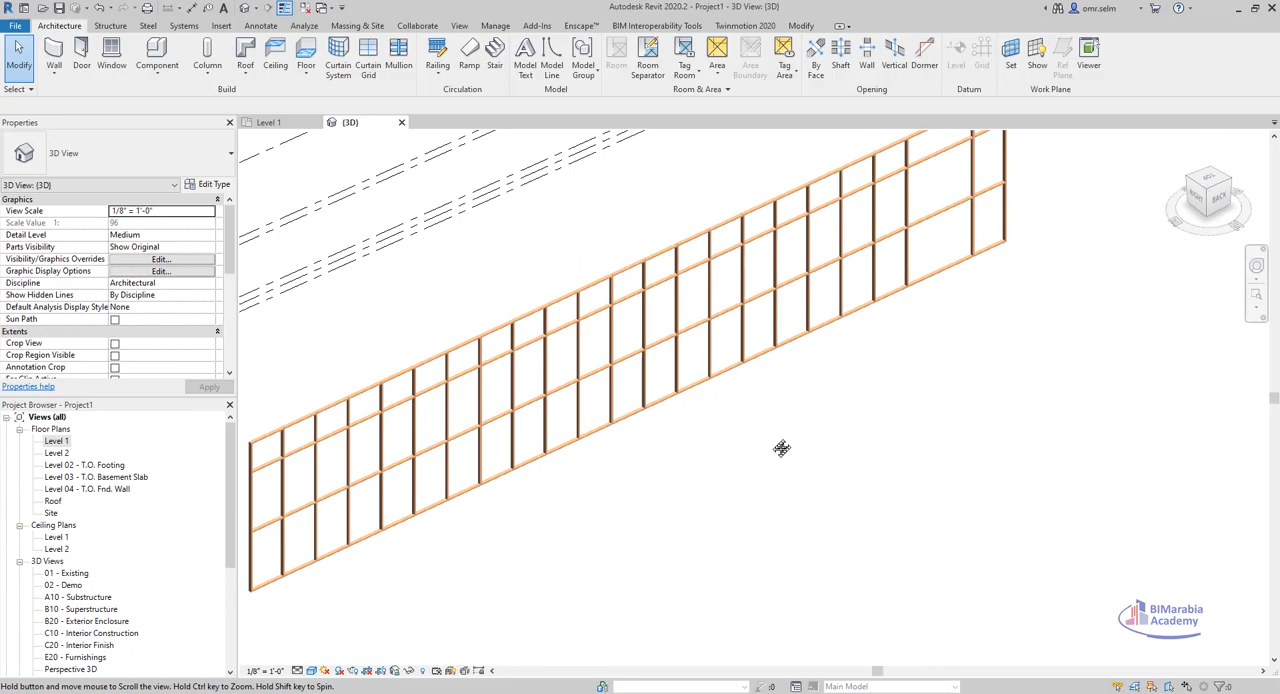 Autodesk Revit 2020.2 - Project1 - 3D View: {3D}
omr.selm
File Architecture Structure Steel Systems Insert Annotate Analyze Massing & Site Collaborate View Manage Add-Ins Enscape™ BIM Interoperability Tools Twinmotion 2020 Modify
Modify Wall Door Window Component Column Roof Ceiling Floor Curtain System Curtain Grid Mullion Railing Ramp Stair Model Text Model Line Model Group Room Room Separator Tag Room Area Area Boundary Tag Area By Face Shaft Wall Vertical Dormer Level Grid Set Show Ref Plane Viewer
Select Build Circulation Model Room & Area Opening Datum Work Plane
Properties
Level 1
{3D}
3D View
3D View: {3D} Edit Type
Graphics
View Scale 1/8" = 1'-0"
Scale Value 1: 96
Detail Level Medium
Parts Visibility Show Original
Visibility/Graphics Overrides Edit...
Graphic Display Options Edit...
Discipline Architectural
Show Hidden Lines By Discipline
Default Analysis Display Style None
Sun Path
Extents
Crop View
Crop Region Visible
Annotation Crop
Properties help Apply
Project Browser - Project1
Views (all)
Floor Plans
Level 1
Level 2
Level 02 - T.O. Footing
Level 03 - T.O. Basement Slab
Level 04 - T.O. Fnd. Wall
Roof
Site
Ceiling Plans
Level 1
Level 2
3D Views
01 - Existing
02 - Demo
A10 - Substructure
B10 - Superstructure
B20 - Exterior Enclosure
C10 - Interior Construction
C20 - Interior Finish
E20 - Furnishings
Perspective 3D
RIGHT BACK
BIMarabia
Academy
1/8" = 1'-0"
Hold button and move mouse to Scroll the view. Hold Ctrl key to Zoom. Hold Shift key to Spin. :0 Main Model :0